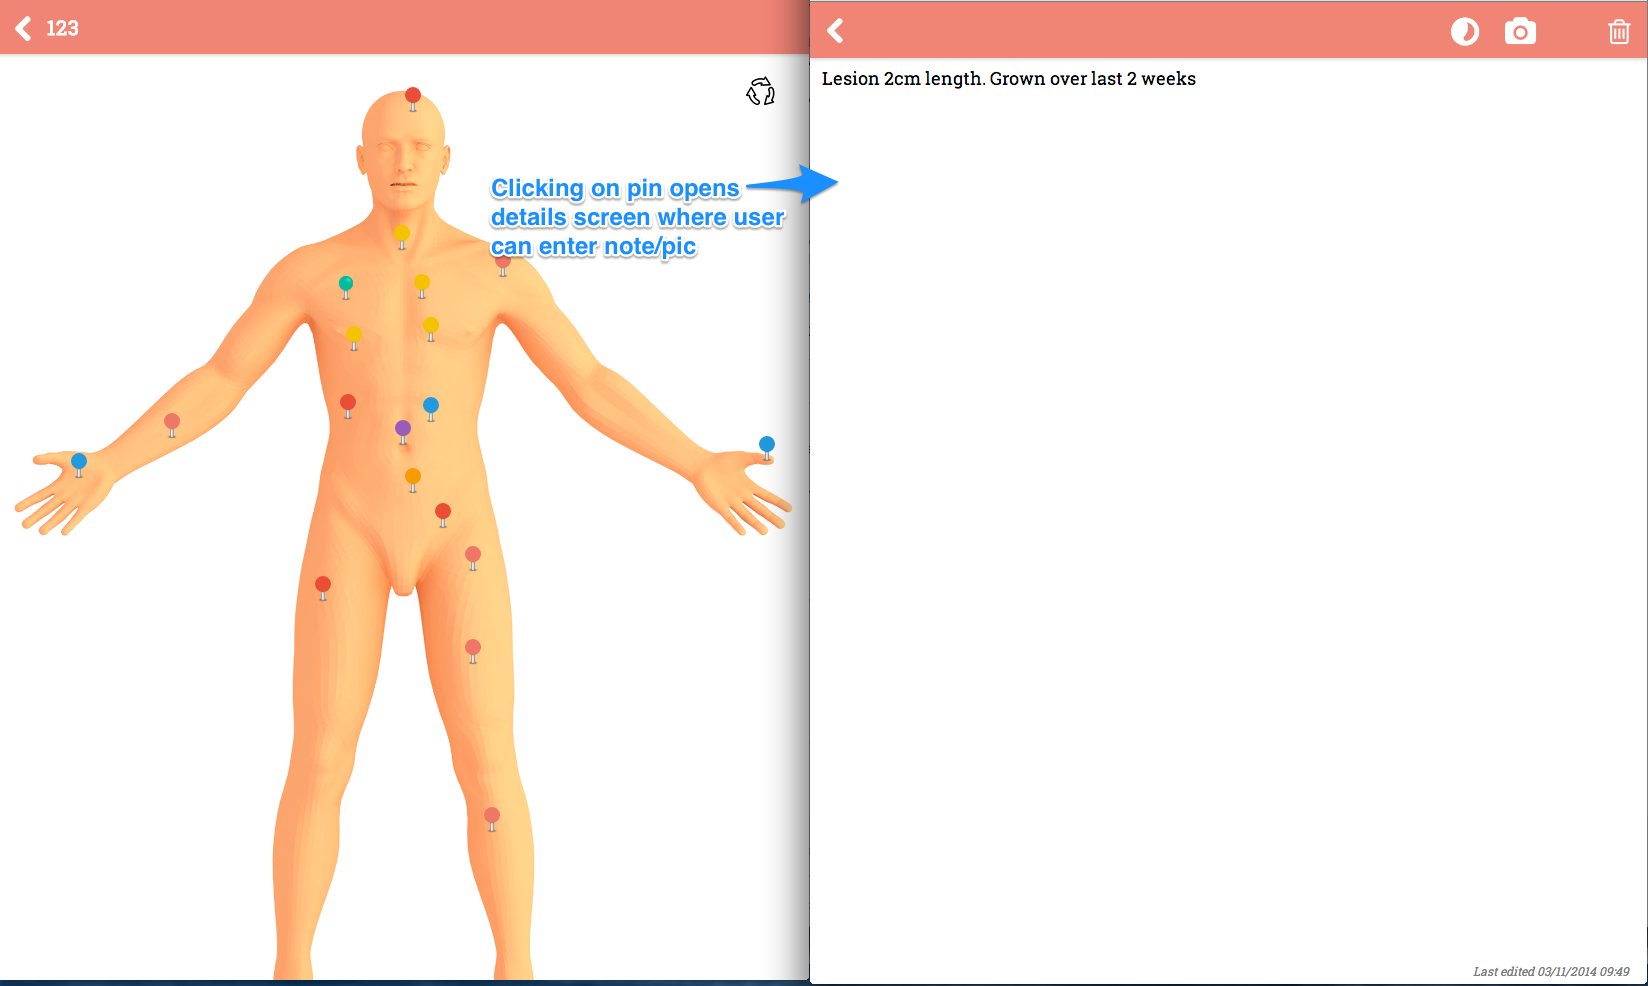 123
Clicking on pin opens
details screen where user
can enter note/pic
Lesion 2cm length. Grown over last 2 weeks
Last edited 03/11/2014 09:49